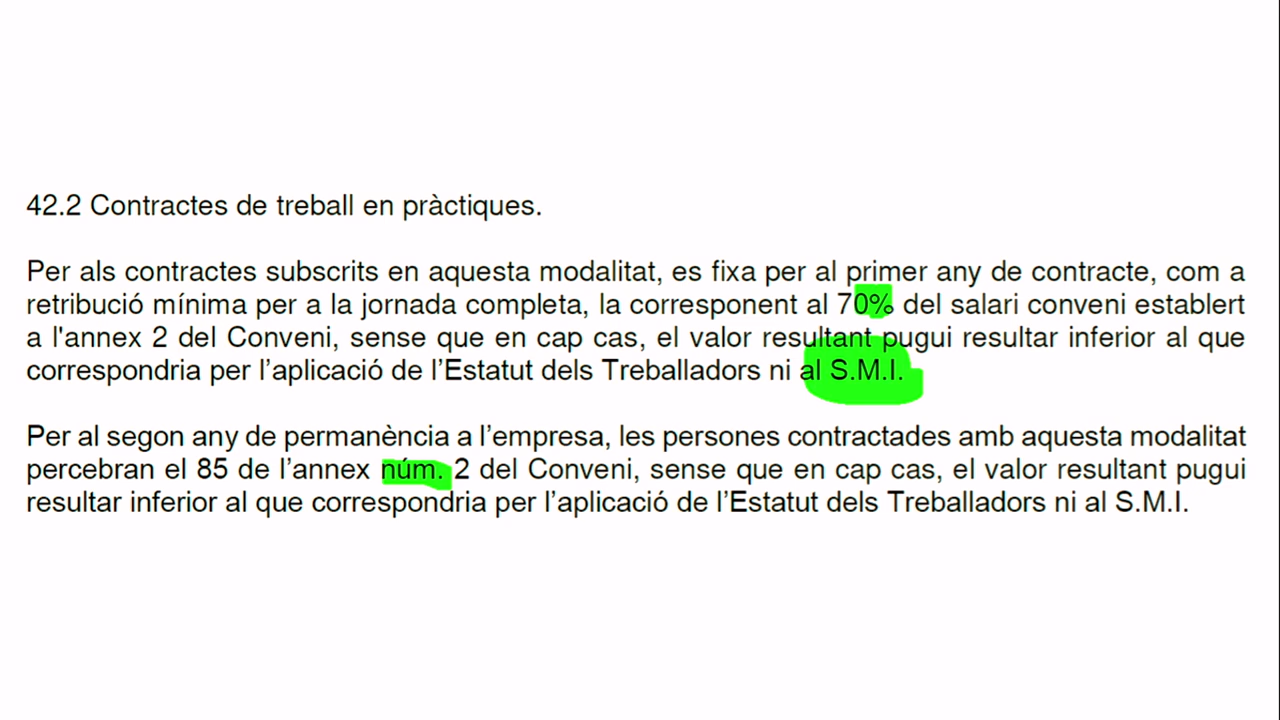 42.2 Contractes de treball en pràctiques.
Per als contractes subscrits en aquesta modalitat, es fixa per al primer any de contracte, com a
retribució mínima per a la jornada completa, la corresponent al 70% del salari conveni establert
a l'annex 2 del Conveni, sense que en cap cas, el valor resultant pugui resultar inferior al que
correspondria per l’aplicació de l’Estatut dels Treballadors ni al S.M.I.
Per al segon any de permanència a l’empresa, les persones contractades amb aquesta modalitat
percebran el 85 de l’annex núm. 2 del Conveni, sense que en cap cas, el valor resultant pugui
resultar inferior al que correspondria per l’aplicació de l’Estatut dels Treballadors ni al S.M.I.